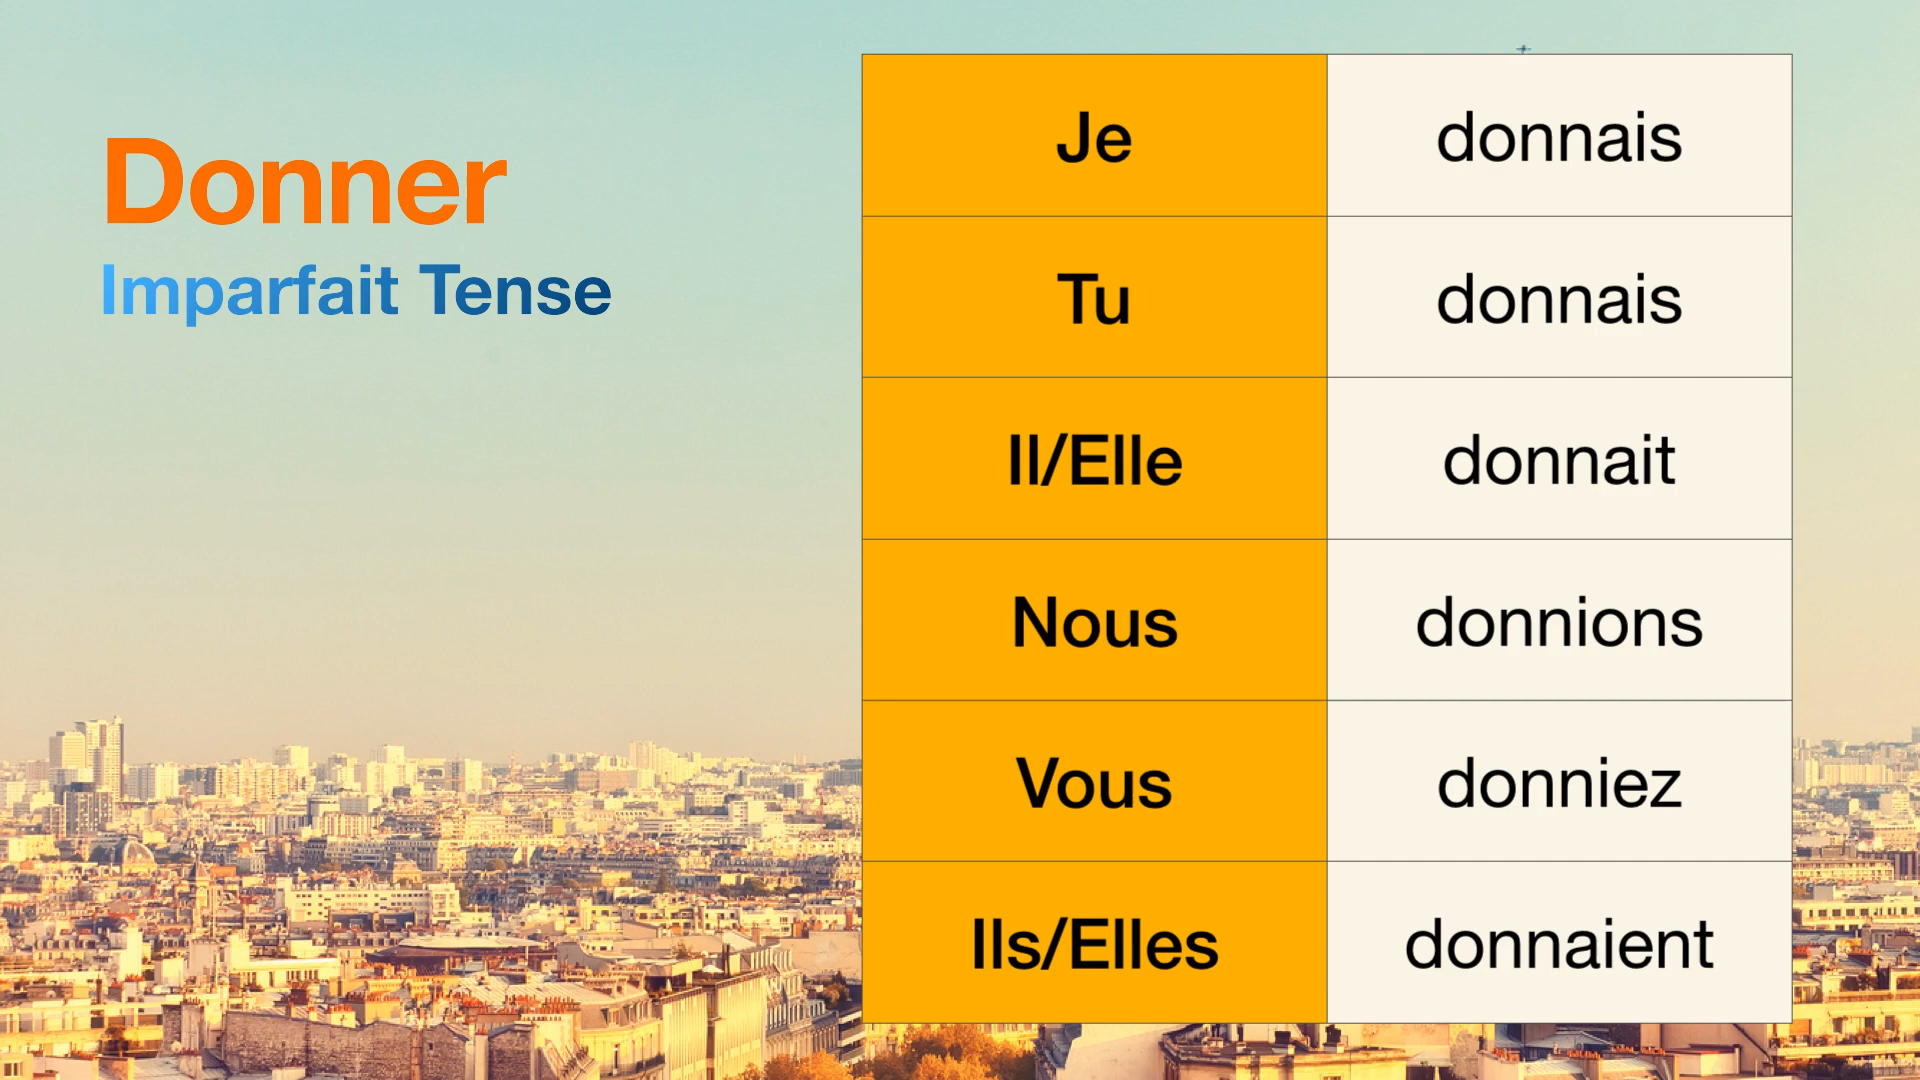 Donner
Imparfait Tense
Je donnais
Tu donnais
Il/Elle donnait
Nous donnions
Vous donniez
Ils/Elles donnaient